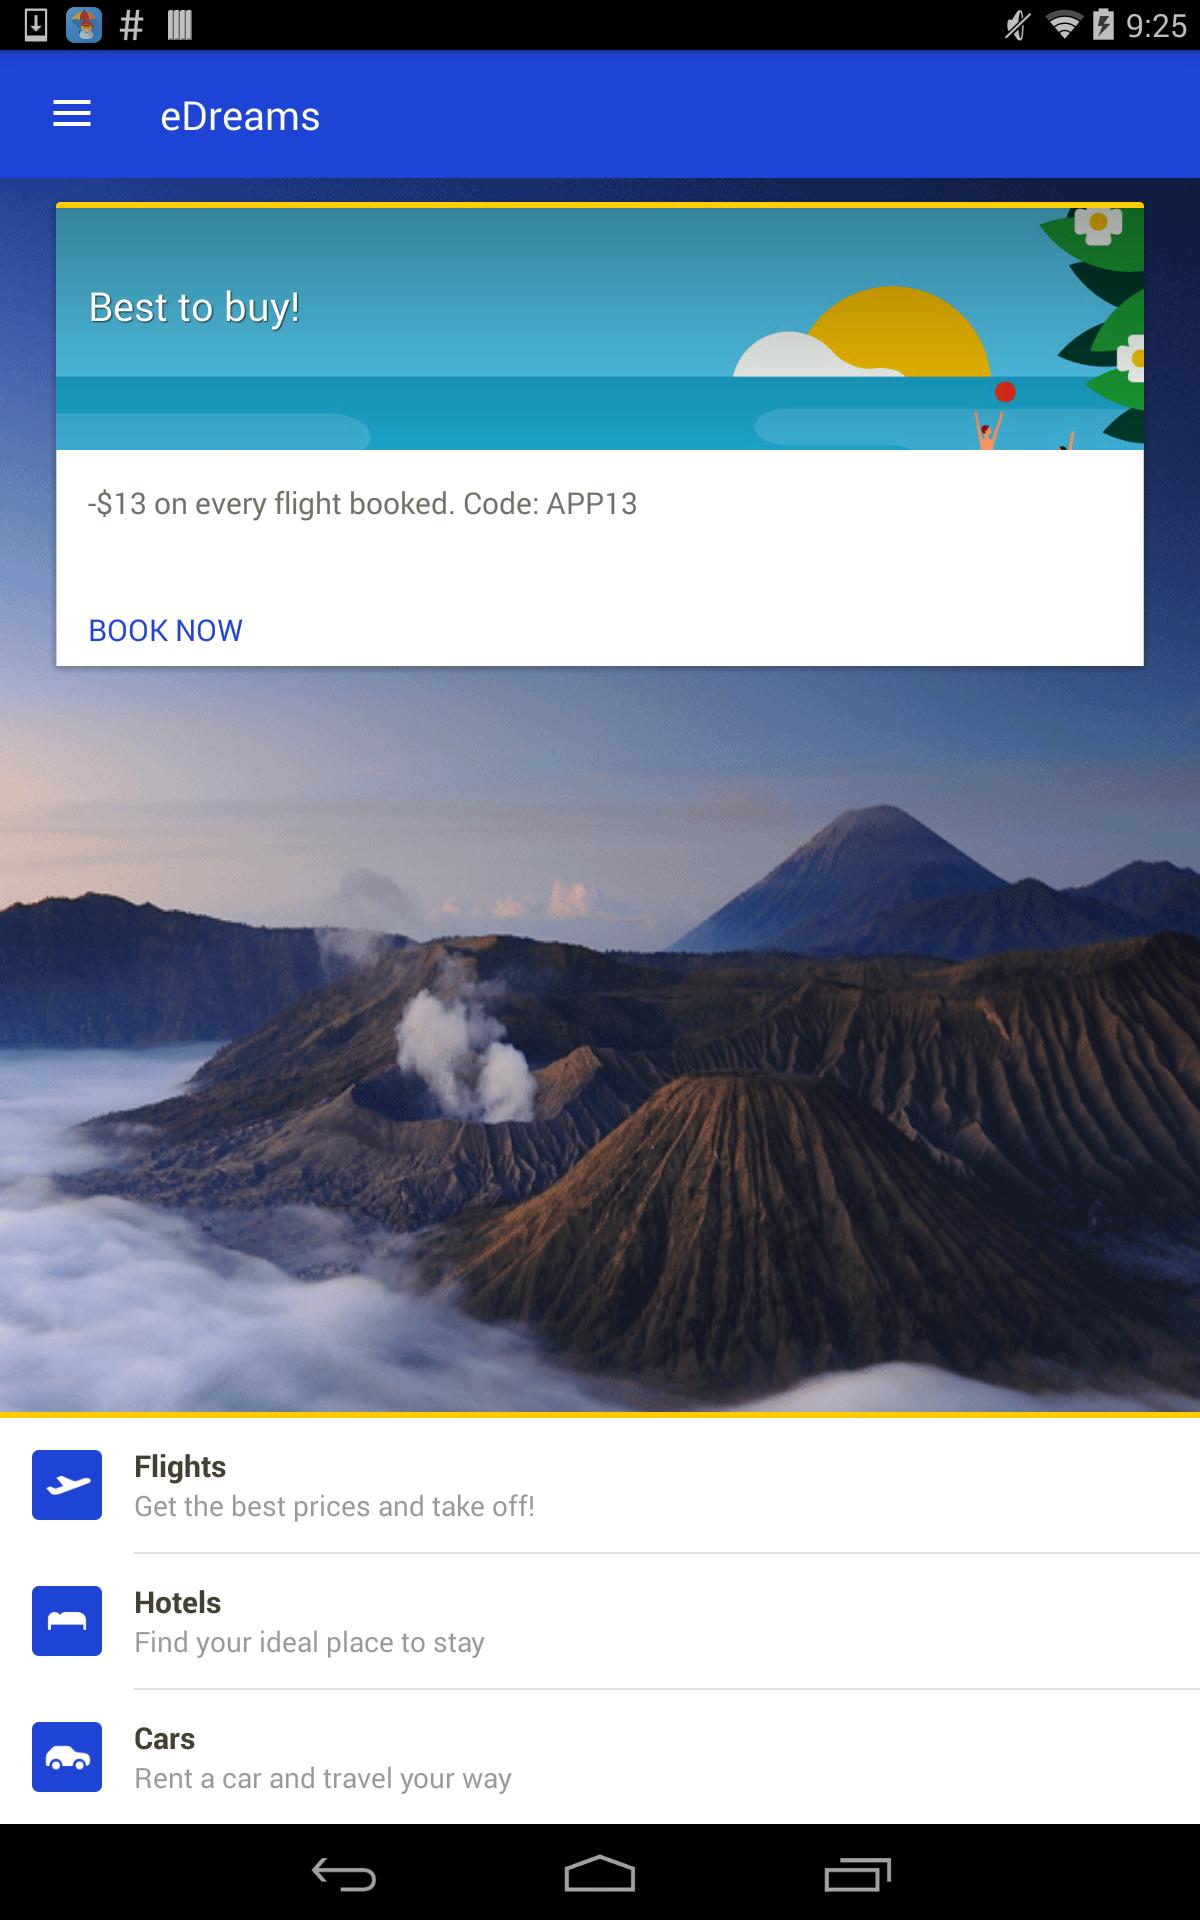 9:25
eDreams
Best to buy!
-$13 on every flight booked. Code: APP13
BOOK NOW
Flights
Get the best prices and take off!
Hotels
Find your ideal place to stay
Cars
Rent a car and travel your way